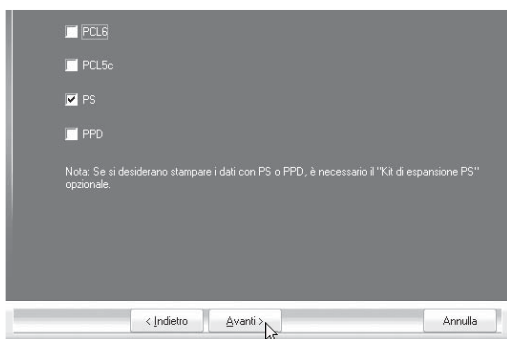 PCL6
PCL5c
PS
PPD
Nota: Se si desiderano stampare i dati con PS o PPD, è necessario il "Kit di espansione PS"
opzionale.
< Indietro Avanti > Annulla